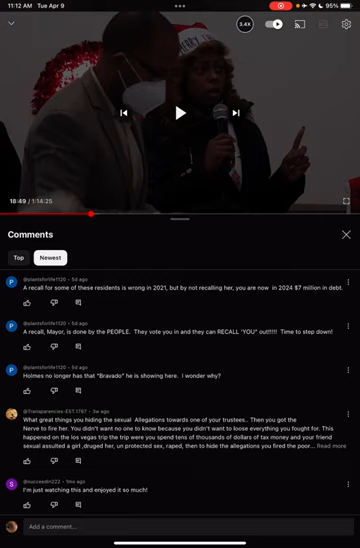 11:12 AM Tue Apr 9
95%
3.4X
18:49 / 1:14:25
Comments
Top
Newest
P
@plantsforlife1120 • 5d ago
A recall for some of these residents is wrong in 2021, but by not recalling her, you are now in 2024 $7 million in debt.
P
@plantsforlife1120 • 5d ago
A recall, Mayor, is done by the PEOPLE. They vote you in and they can RECALL "YOU" out!!!!! Time to step down!
P
@plantsforlife1120 • 5d ago
Holmes no longer has that "Bravado" he is showing here. I wonder why?
@Transparencies-EST.1787 • 3w ago
What great things you hiding the sexual Allegations towards one of your trustees.. Then you got the
Nerve to fire her. You didn't want no one to know because you didn't want to loose everything you fought for. This
happened on the los vegas trip the trip were you spend tens of thousands of dollars of tax money and your friend
sexual assulted a girl ,druged her, un protected sex, raped, then to hide the allegations you fired the poor... Read more
S
@succeedin222 • 1mo ago
I'm just watching this and enjoyed it so much!
Add a comment...